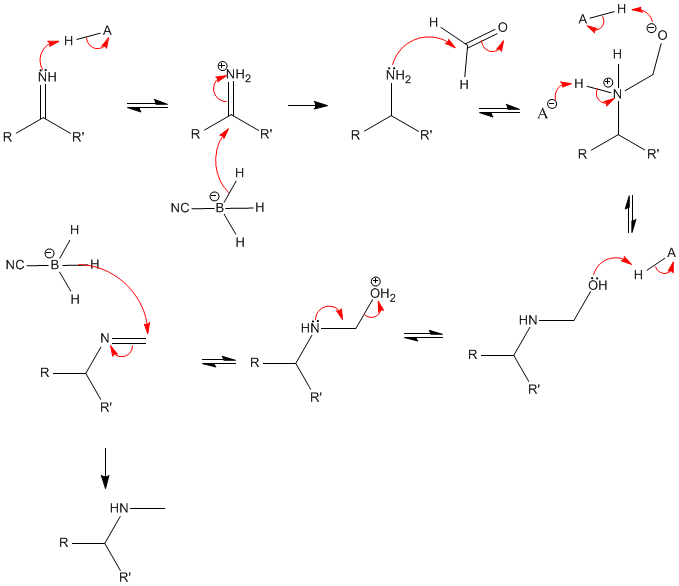 H A
NH
R R'
⊕
NH2
R R'
H
⊖
NC B H
H
H O
H
NH2
R R'
A H
⊖
O
H
H N ⊕
A⊖
R R'
H
⊖
NC B H
H
N
R
R'
⊕
OH2
HN
R
R'
A
H
OH
HN
R
R'
HN
R
R'